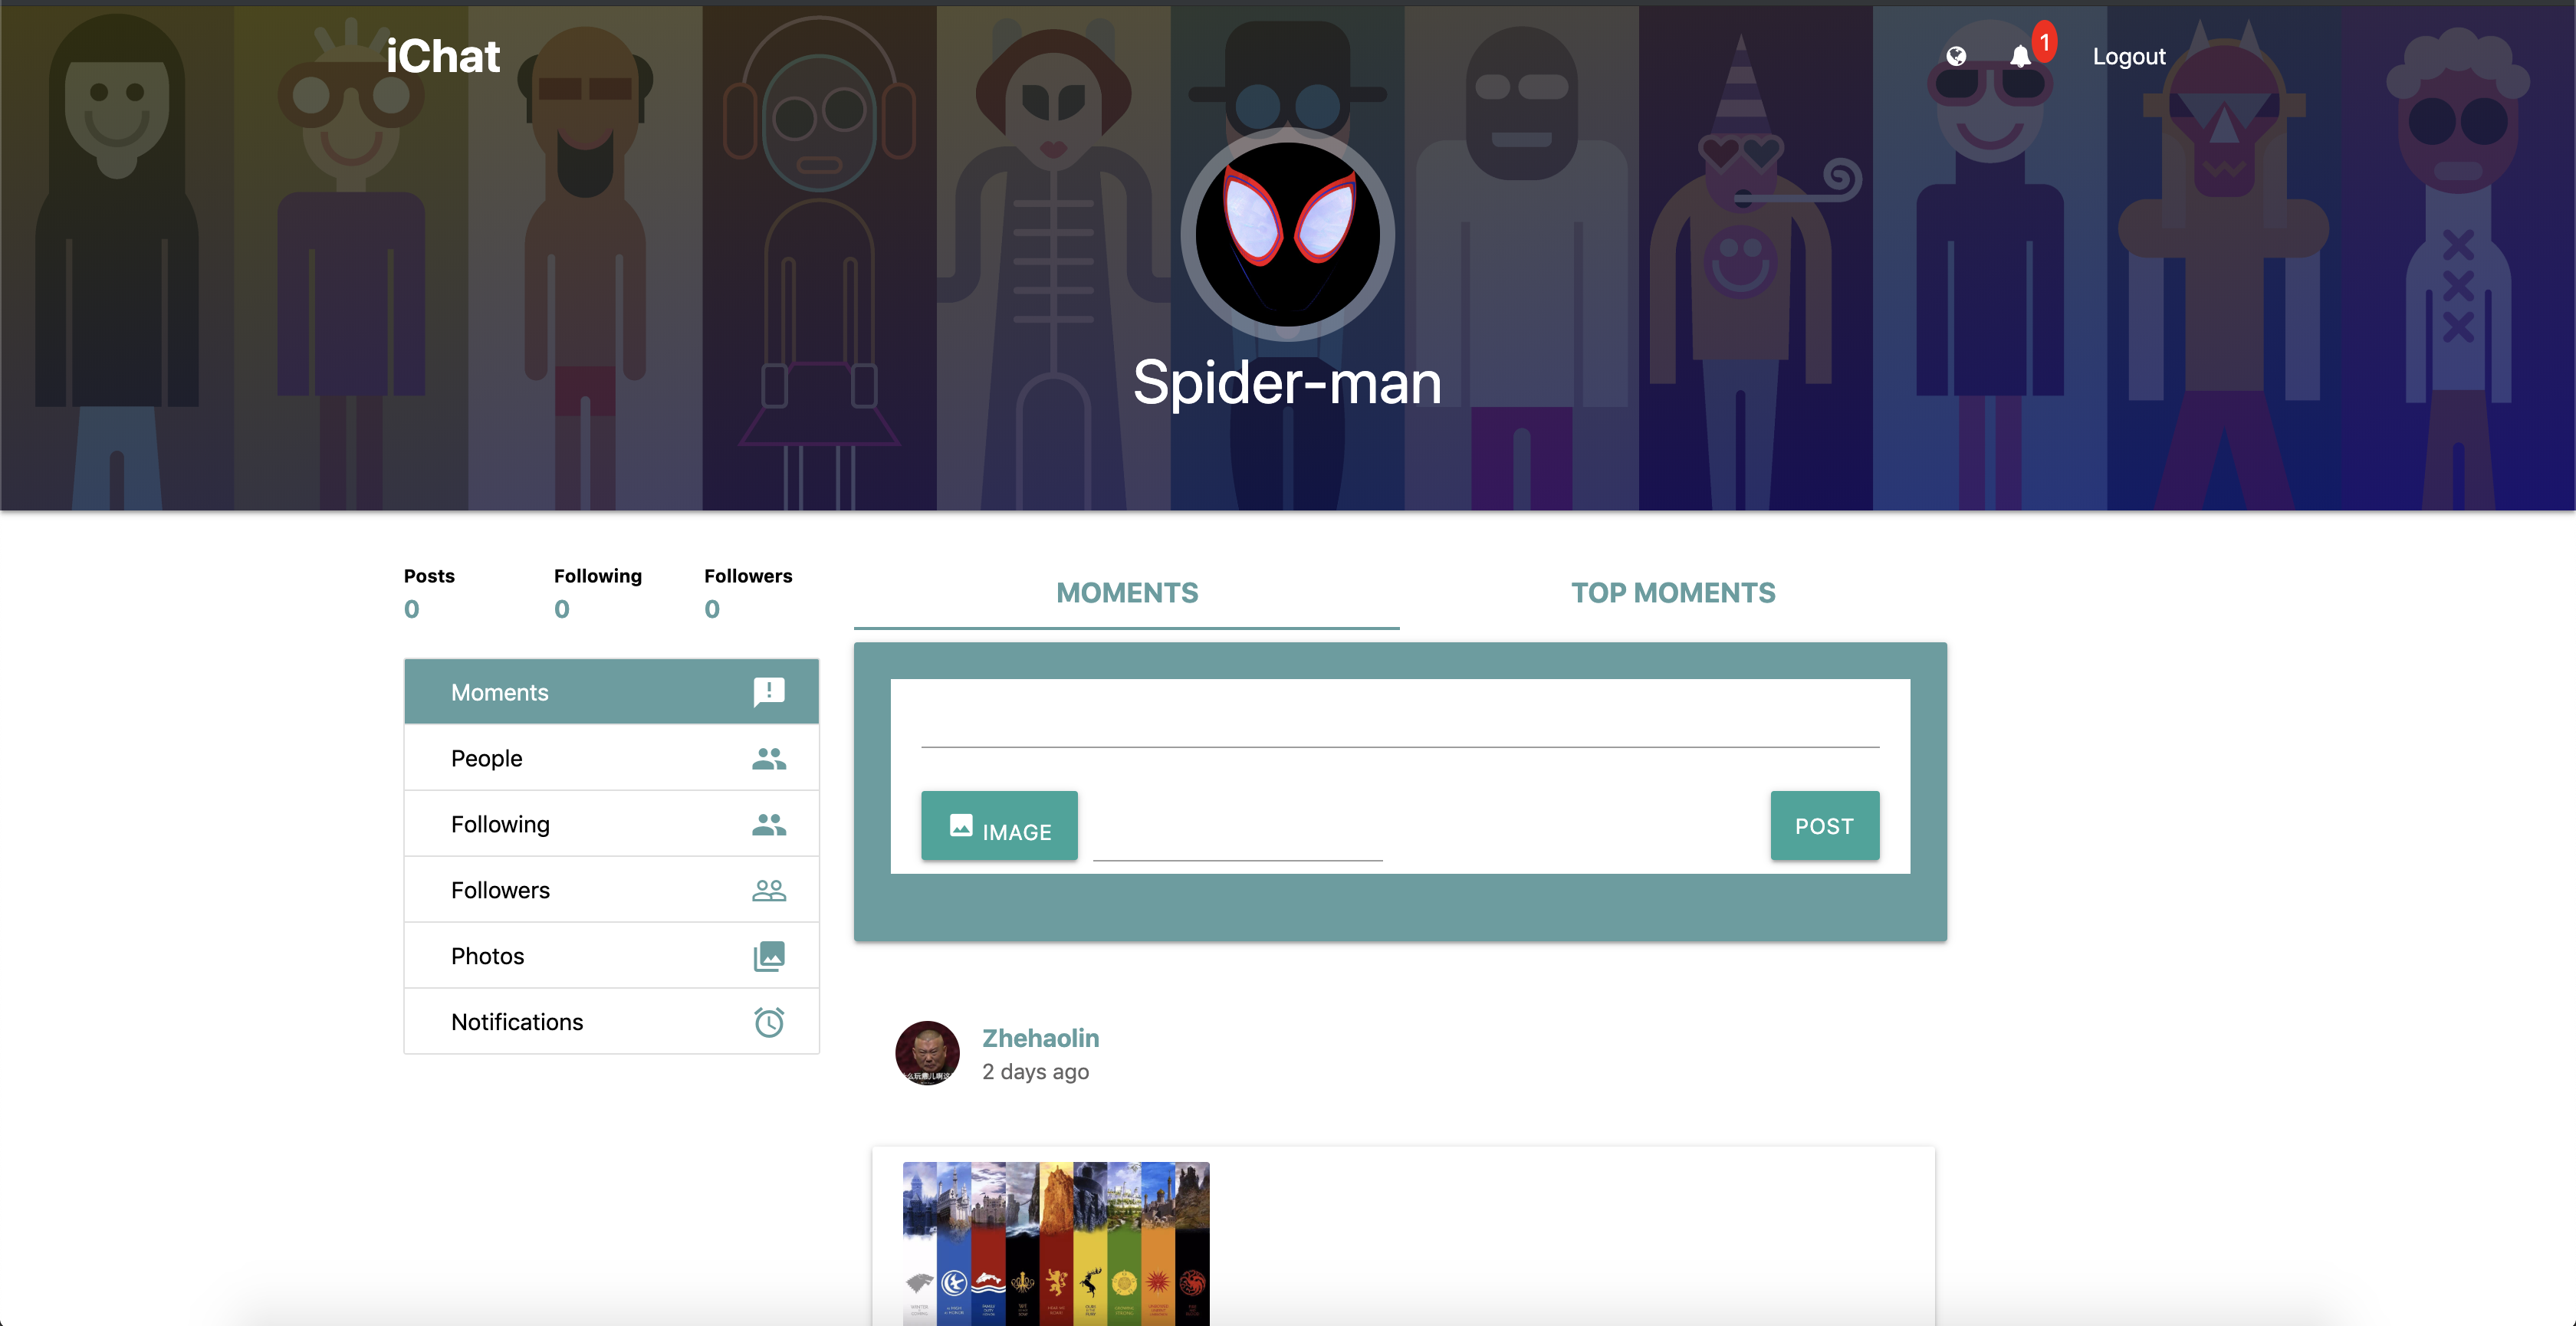 iChat
1
Logout
Spider-man
Posts
0
Following
0
Followers
0
MOMENTS
TOP MOMENTS
Moments
People
Following
Followers
Photos
Notifications
IMAGE
POST
Zhehaolin
2 days ago